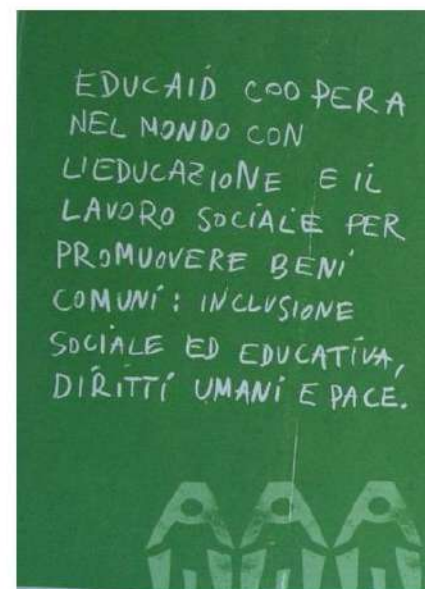 EDUCAID COOPERA
NEL MONDO CON
L'EDUCAZIONE E IL
LAVORO SOCIALE PER
PROMUOVERE BENI
COMUNI: INCLUSIONE
SOCIALE ED EDUCATIVA,
DIRITTI UMANI E PACE.